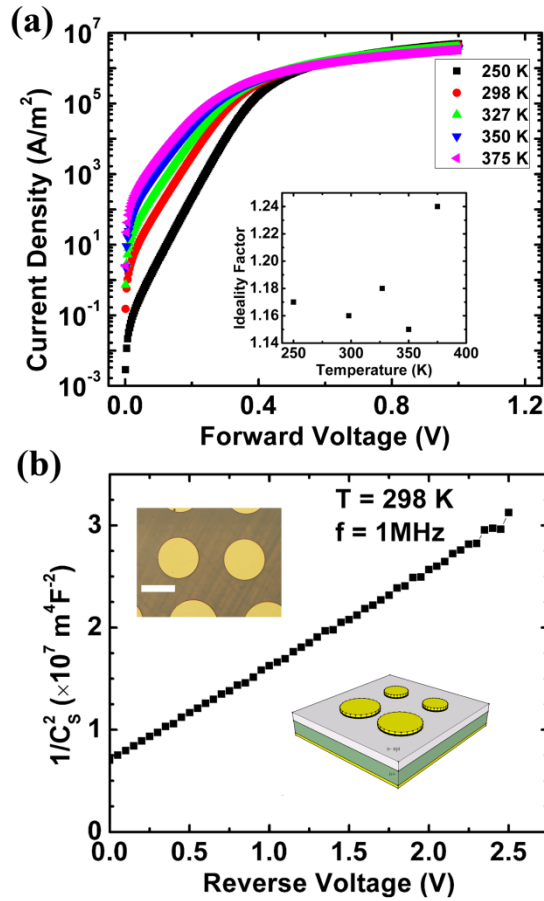 (a)
10^7
10^5
10^3
10^1
10^-1
10^-3
Current Density (A/m^2)
250 K
298 K
327 K
350 K
375 K
1.24
1.22
1.20
1.18
1.16
1.14
Ideality Factor
250 300 350 400
Temperature (K)
0.0 0.4 0.8 1.2
Forward Voltage (V)
(b)
T = 298 K
f = 1MHz
3
2
1
0
1/C_s^2 (×10^7 m^4F^-2)
n- epi
0.0 0.5 1.0 1.5 2.0 2.5
Reverse Voltage (V)